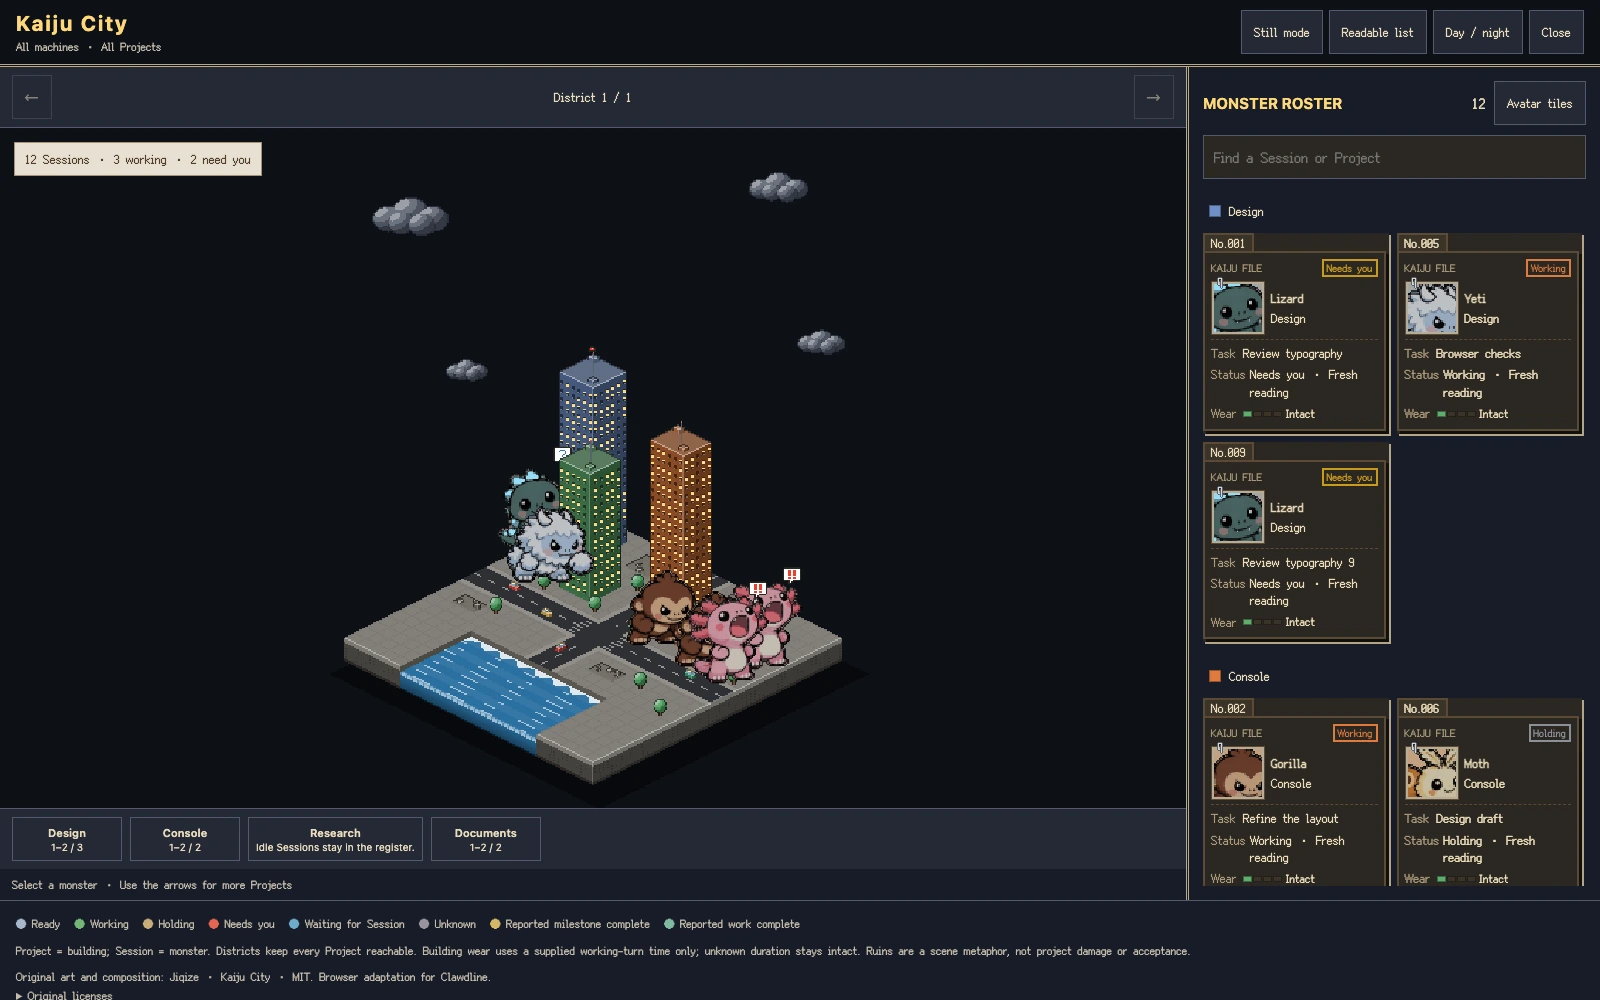 Kaiju City
All machines · All Projects
Still mode
Readable list
Day / night
Close
←
District 1 / 1
→
12 Sessions · 3 working · 2 need you
MONSTER ROSTER
12
Avatar tiles
Find a Session or Project
Design
No.001
KAIJU FILE
Needs you
Lizard
Design
Task Review typography
Status Needs you · Fresh
reading
Wear Intact
No.005
KAIJU FILE
Working
Yeti
Design
Task Browser checks
Status Working · Fresh
reading
Wear Intact
No.009
KAIJU FILE
Needs you
Lizard
Design
Task Review typography 9
Status Needs you · Fresh
reading
Wear Intact
Console
No.002
KAIJU FILE
Working
Gorilla
Console
Task Refine the layout
Status Working · Fresh
reading
Wear Intact
No.006
KAIJU FILE
Holding
Moth
Console
Task Design draft
Status Holding · Fresh
reading
Wear Intact
!!
!!
Design
1–2 / 3
Console
1–2 / 2
Research
Idle Sessions stay in the register.
Documents
1–2 / 2
Select a monster · Use the arrows for more Projects
Ready
Working
Holding
Needs you
Waiting for Session
Unknown
Reported milestone complete
Reported work complete
Project = building; Session = monster. Districts keep every Project reachable. Building wear uses a supplied working-turn time only; unknown duration stays intact. Ruins are a scene metaphor, not project damage or acceptance.
Original art and composition: Jiqize · Kaiju City · MIT. Browser adaptation for Clawdline.
▶ Original licenses